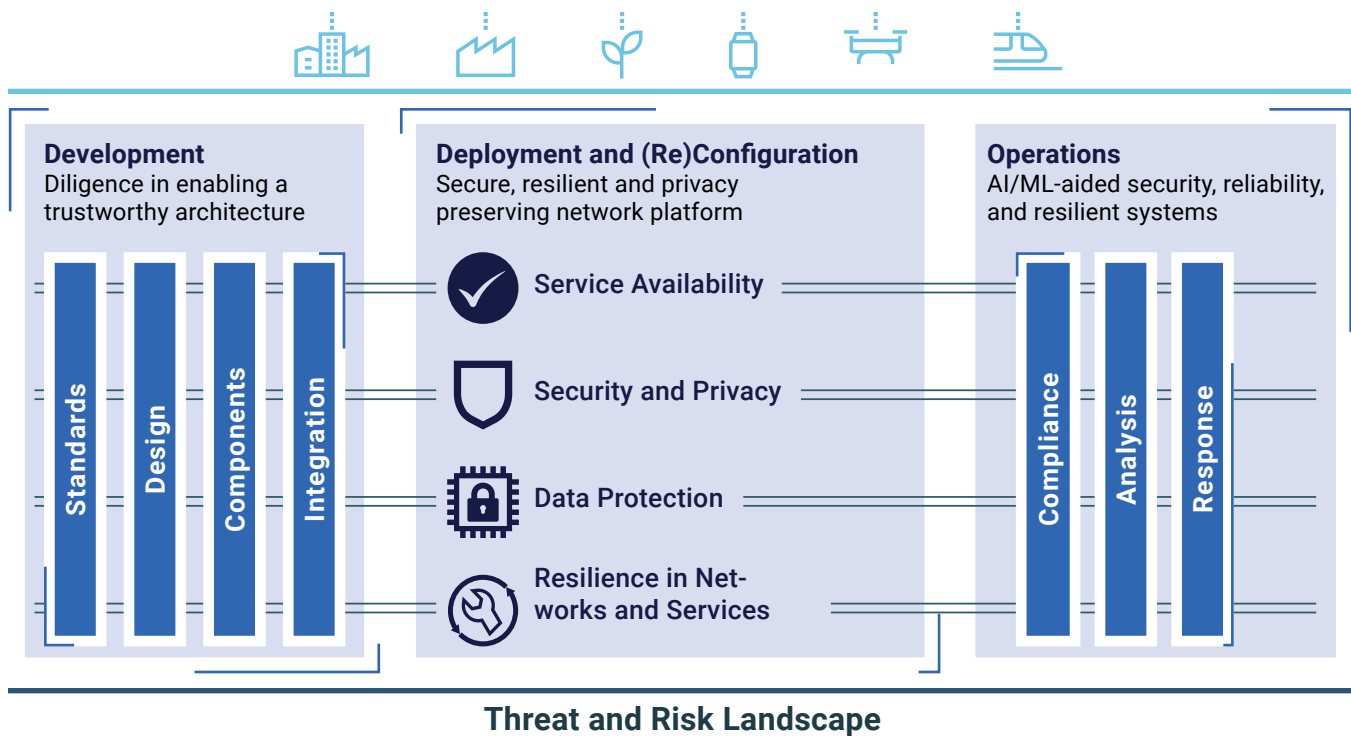 Development
Diligence in enabling a
trustworthy architecture
Standards
Design
Components
Integration
Deployment and (Re)Configuration
Secure, resilient and privacy
preserving network platform
Service Availability
Security and Privacy
Data Protection
Resilience in Net-
works and Services
Operations
AI/ML-aided security, reliability,
and resilient systems
Compliance
Analysis
Response
Threat and Risk Landscape